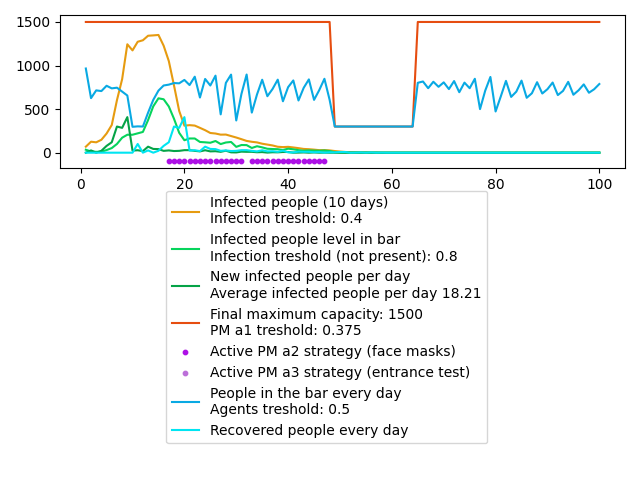 1500
1000
500
0
0 20 40 60 80 100
Infected people (10 days)
Infection treshold: 0.4
Infected people level in bar
Infection treshold (not present): 0.8
New infected people per day
Average infected people per day 18.21
Final maximum capacity: 1500
PM a1 treshold: 0.375
Active PM a2 strategy (face masks)
Active PM a3 strategy (entrance test)
People in the bar every day
Agents treshold: 0.5
Recovered people every day